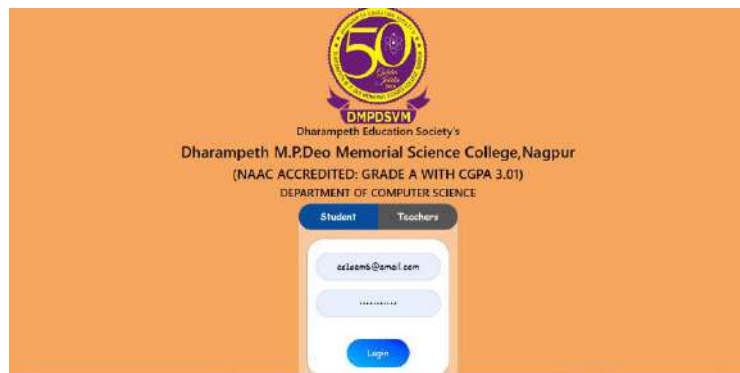 50
Golden
DMPDSVM
Dharampeth Education Society's
Dharampeth M.P.Deo Memorial Science College,Nagpur
(NAAC ACCREDITED: GRADE A WITH CGPA 3.01)
DEPARTMENT OF COMPUTER SCIENCE
Student Teachers
Login